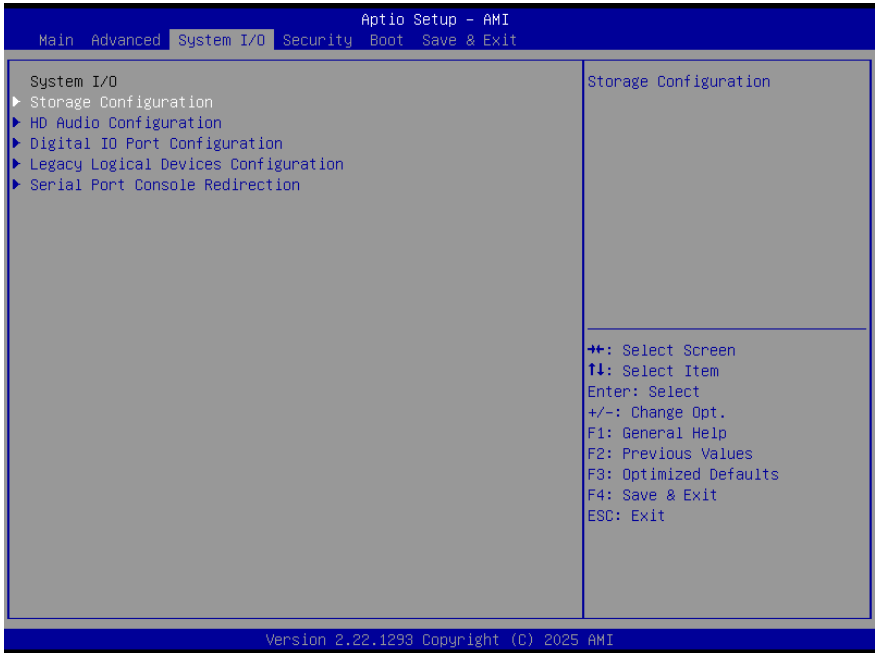 Aptio Setup - AMI
Main Advanced System I/O Security Boot Save & Exit
System I/O
Storage Configuration
HD Audio Configuration
Digital IO Port Configuration
Legacy Logical Devices Configuration
Serial Port Console Redirection
Storage Configuration
→←: Select Screen
↑↓: Select Item
Enter: Select
+/-: Change Opt.
F1: General Help
F2: Previous Values
F3: Optimized Defaults
F4: Save & Exit
ESC: Exit
Version 2.22.1293 Copyright (C) 2025 AMI